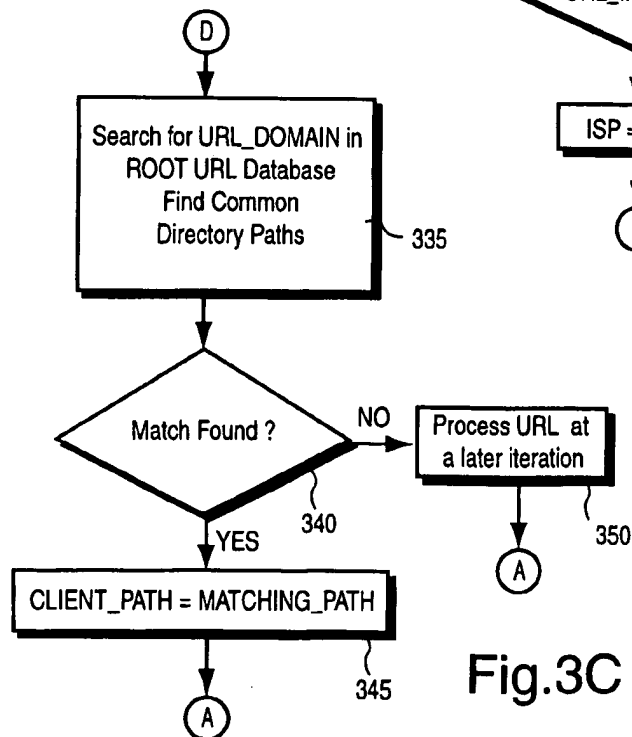 D
Search for URL_DOMAIN in
ROOT URL Database
Find Common
Directory Paths
335
ISP =
Match Found ?
NO
Process URL at
a later iteration
340
350
YES
A
CLIENT_PATH = MATCHING_PATH
345
A
Fig.3C